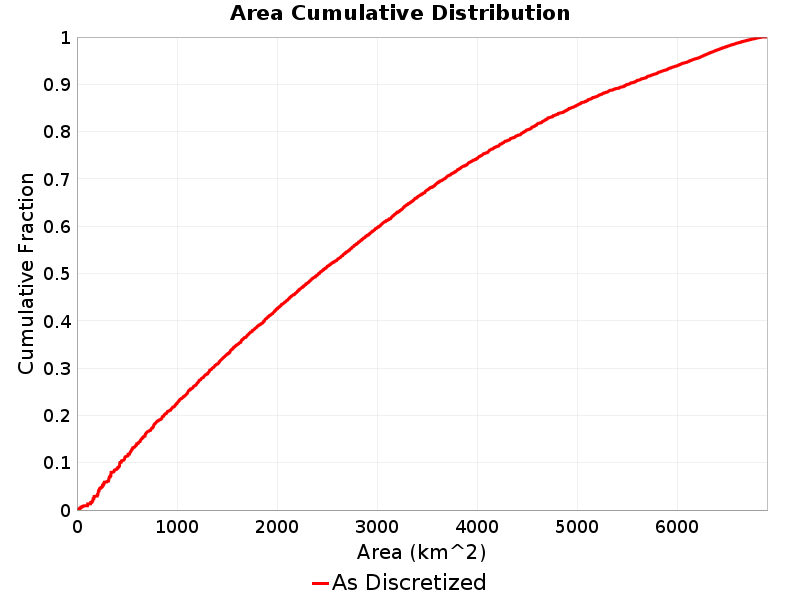 Area Cumulative Distribution
Cumulative Fraction
1
0.9
0.8
0.7
0.6
0.5
0.4
0.3
0.2
0.1
0
0 1000 2000 3000 4000 5000 6000
Area (km^2)
As Discretized